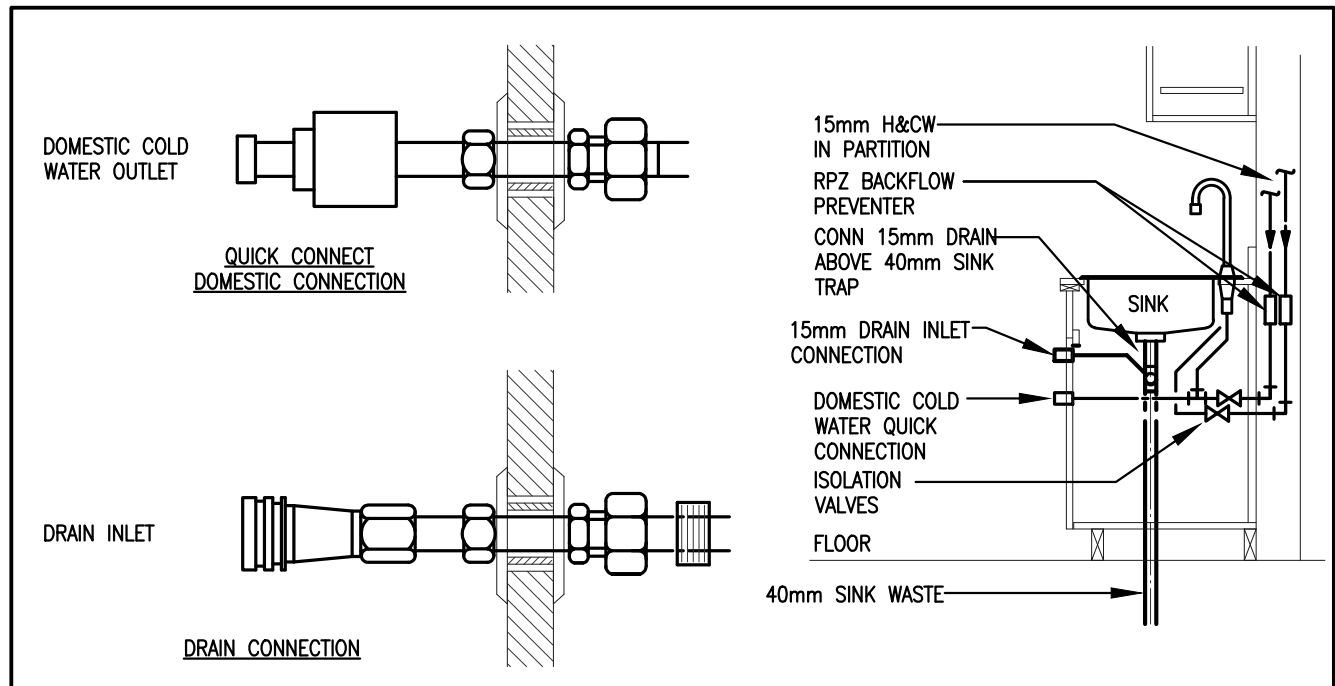 DOMESTIC COLD
WATER OUTLET
QUICK CONNECT
DOMESTIC CONNECTION
DRAIN INLET
DRAIN CONNECTION
15mm H&CW
IN PARTITION
RPZ BACKFLOW
PREVENTER
CONN 15mm DRAIN
ABOVE 40mm SINK
TRAP
SINK
15mm DRAIN INLET
CONNECTION
DOMESTIC COLD
WATER QUICK
CONNECTION
ISOLATION
VALVES
FLOOR
40mm SINK WASTE